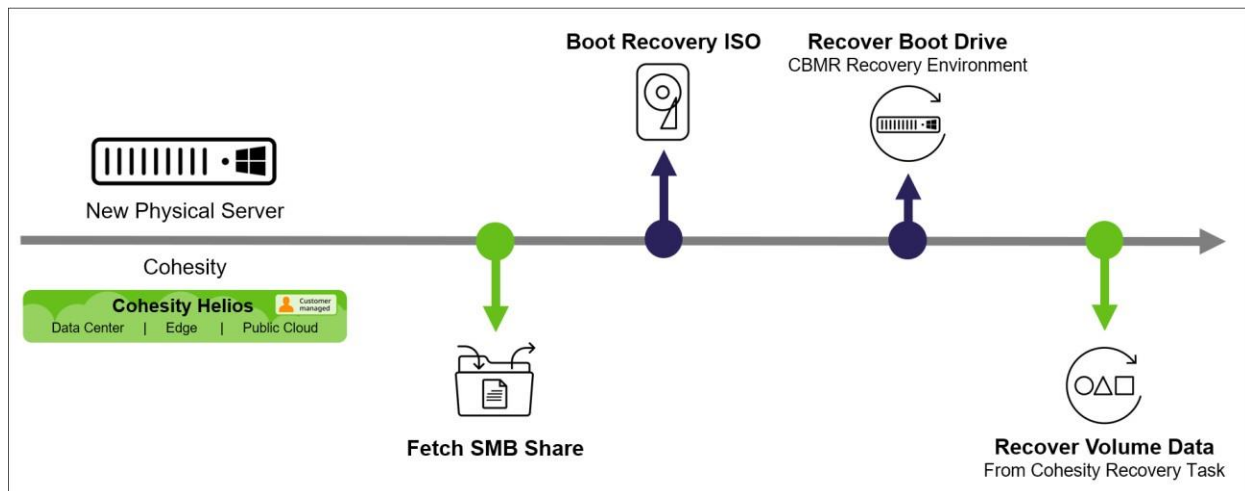 Boot Recovery ISO
Recover Boot Drive
CBMR Recovery Environment
New Physical Server
Cohesity
Cohesity Helios
Customer
managed
Data Center | Edge | Public Cloud
Fetch SMB Share
Recover Volume Data
From Cohesity Recovery Task